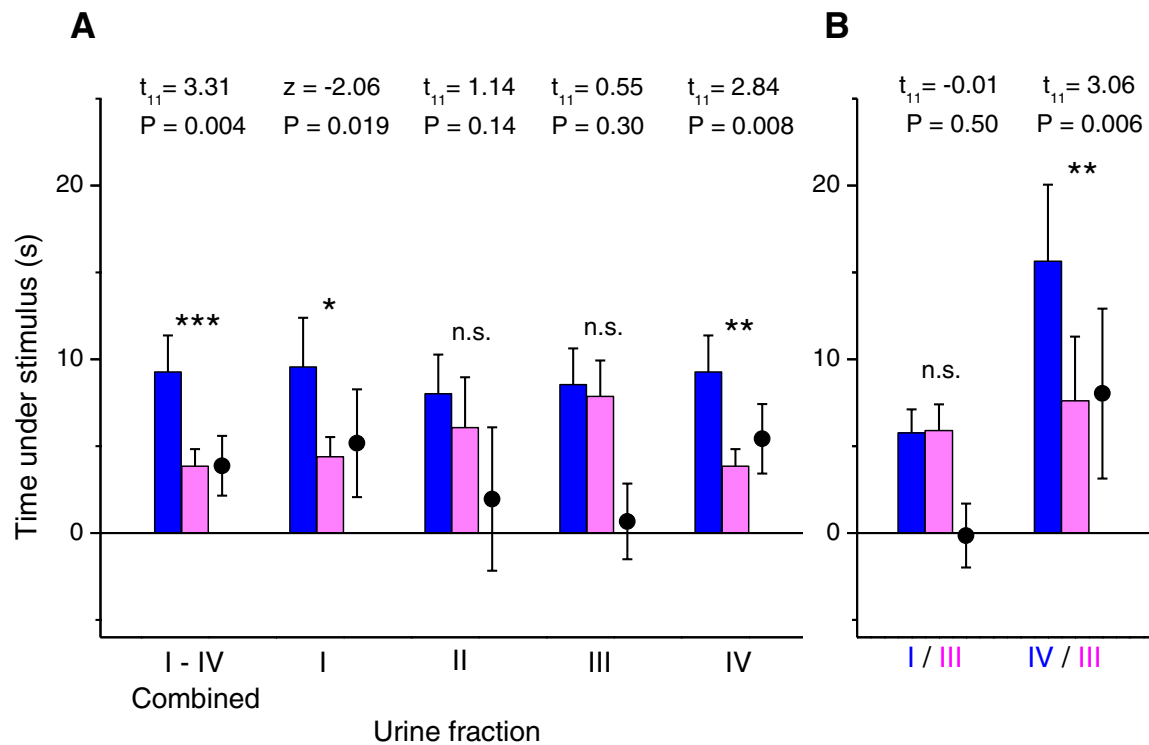 A B
t11= 3.31 z = -2.06 t11= 1.14 t11= 0.55 t11= 2.84 t11= -0.01 t11= 3.06
P = 0.004 P = 0.019 P = 0.14 P = 0.30 P = 0.008 P = 0.50 P = 0.006
20 ** 20
*** * n.s. n.s. **
10 n.s. 10
0 0
Time under stimulus (s)
I - IV I II III IV I / III IV / III
Combined
Urine fraction